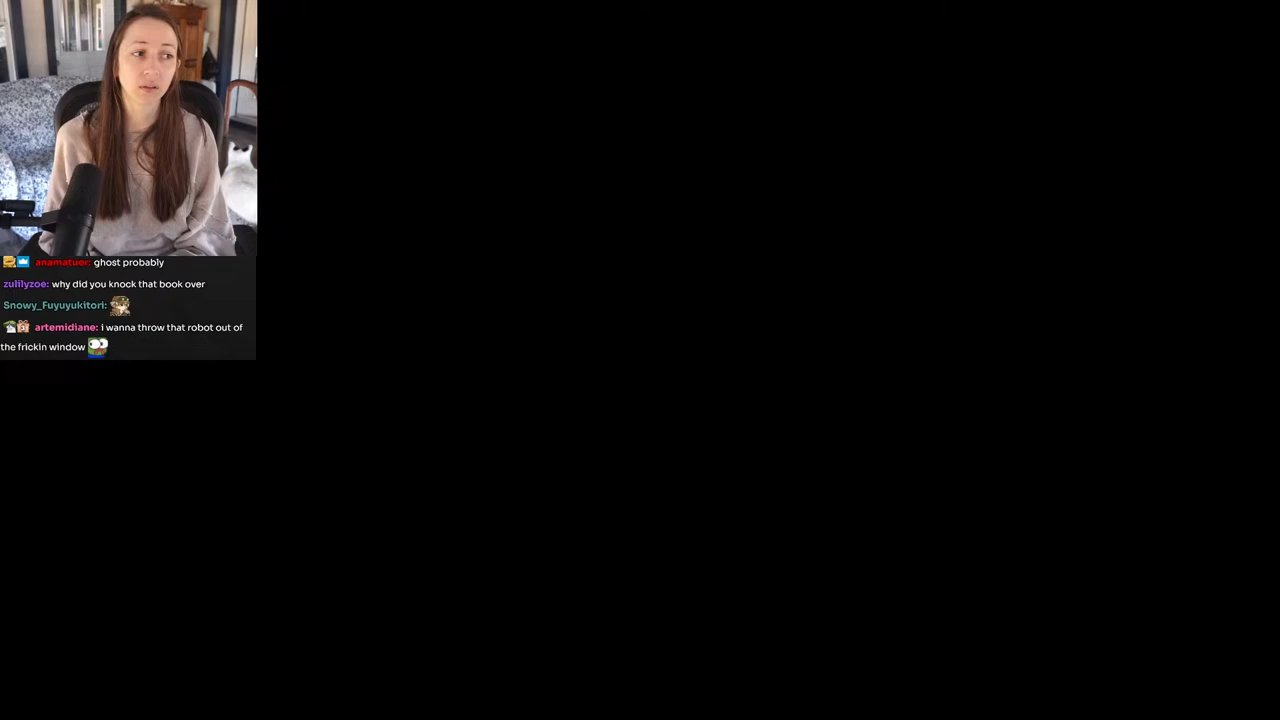 anamatuer: ghost probably
zulilyzoe: why did you knock that book over
Snowy_Fuyuyukitori:
artemidiane: i wanna throw that robot out of
the frickin window